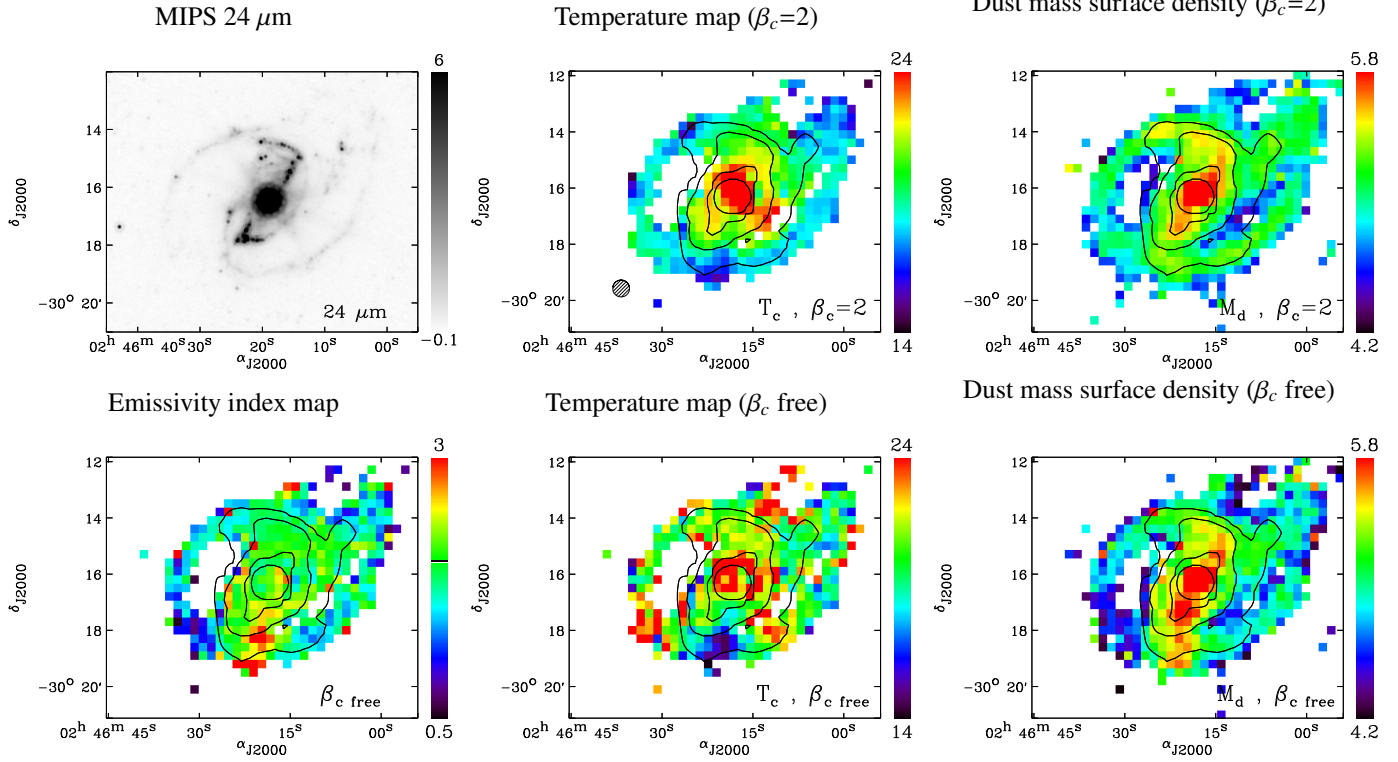 MIPS 24 μm
Temperature map (βc=2)
Dust mass surface density (βc=2)
6
24
5.8
12
12
14
14
14
16
16
16
18
18
18
−30° 20′
−30° 20′
−30° 20′
δJ2000
δJ2000
δJ2000
24 μm
Tc , βc=2
Md , βc=2
−0.1
14
4.2
02h 46m 40s 20s 10s 00s
02h 46m 45s 30s 15s 00s
02h 46m 45s 30s 15s 00s
αJ2000
αJ2000
αJ2000
Emissivity index map
Temperature map (βc free)
Dust mass surface density (βc free)
3
24
5.8
12
12
12
14
14
14
16
16
16
18
18
18
−30° 20′
−30° 20′
−30° 20′
δJ2000
δJ2000
δJ2000
βc free
Tc , βc free
Md , βc free
0.5
14
4.2
02h 46m 45s 30s 15s 00s
02h 46m 45s 30s 15s 00s
02h 46m 45s 30s 15s 00s
αJ2000
αJ2000
αJ2000